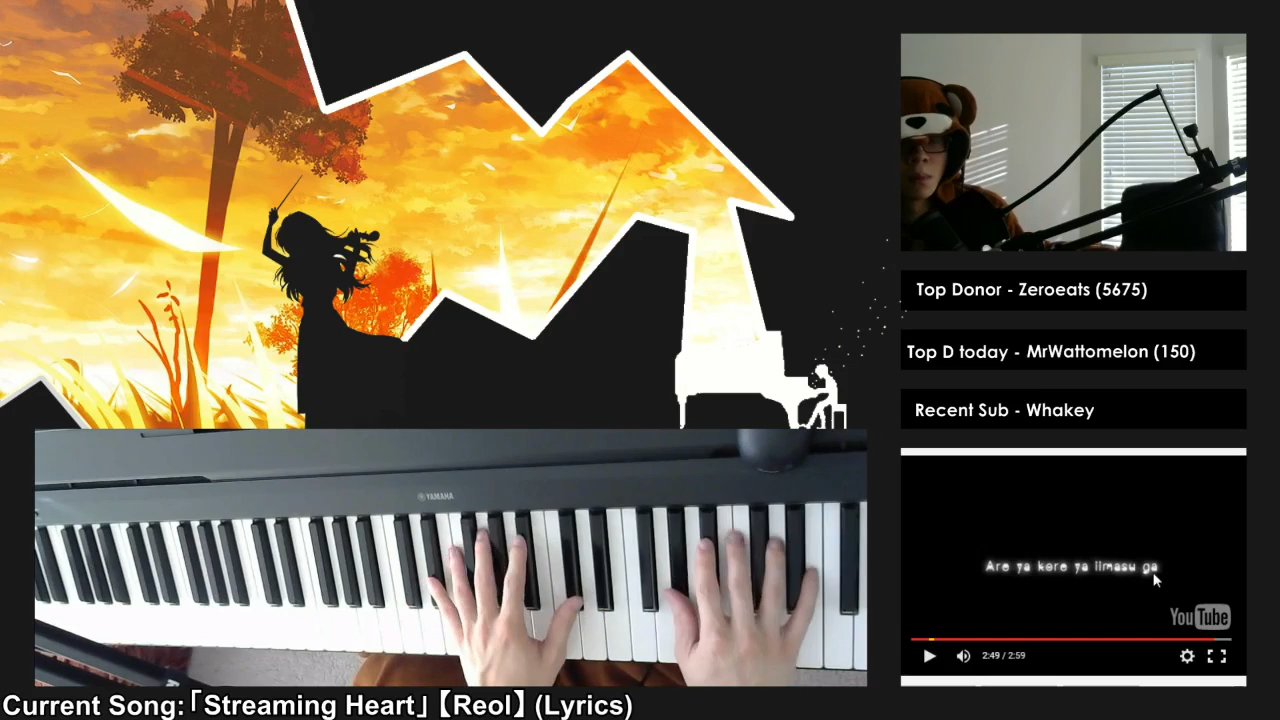 Top Donor - Zeroeats (5675)
Top D today - MrWattomelon (150)
Recent Sub - Whakey
YAMAHA
Are ya kore ya iimasu ga
YouTube
2:49 / 2:59
Current Song:「Streaming Heart」【Reol】(Lyrics)